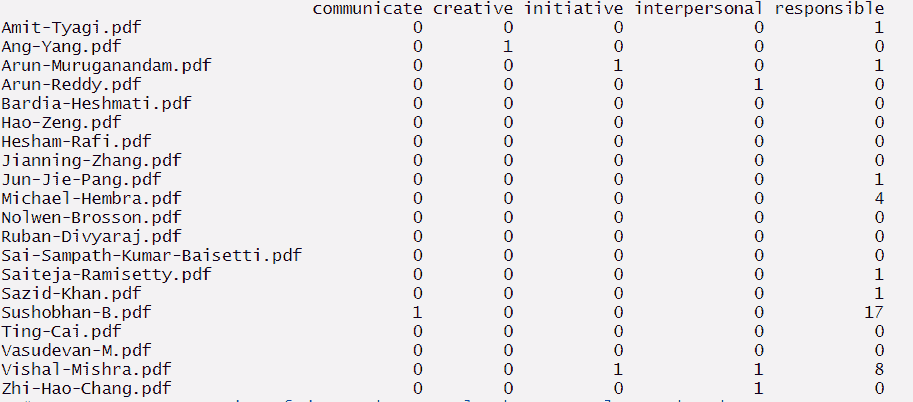 communicate creative initiative interpersonal responsible
Amit-Tyagi.pdf 0 0 0 0 1
Ang-Yang.pdf 0 1 0 0 0
Arun-Muruganandam.pdf 0 0 1 0 1
Arun-Reddy.pdf 0 0 0 1 0
Bardia-Heshmati.pdf 0 0 0 0 0
Hao-Zeng.pdf 0 0 0 0 0
Hesham-Rafi.pdf 0 0 0 0 0
Jianning-Zhang.pdf 0 0 0 0 0
Jun-Jie-Pang.pdf 0 0 0 0 1
Michael-Hembra.pdf 0 0 0 0 4
Nolwen-Brosson.pdf 0 0 0 0 0
Ruban-Divyaraj.pdf 0 0 0 0 0
Sai-Sampath-Kumar-Baisetti.pdf 0 0 0 0 0
Saiteja-Ramisetty.pdf 0 0 0 0 1
Sazid-Khan.pdf 0 0 0 0 1
Sushobhan-B.pdf 1 0 0 0 17
Ting-Cai.pdf 0 0 0 0 0
Vasudevan-M.pdf 0 0 0 0 0
Vishal-Mishra.pdf 0 0 1 1 8
Zhi-Hao-Chang.pdf 0 0 0 1 0